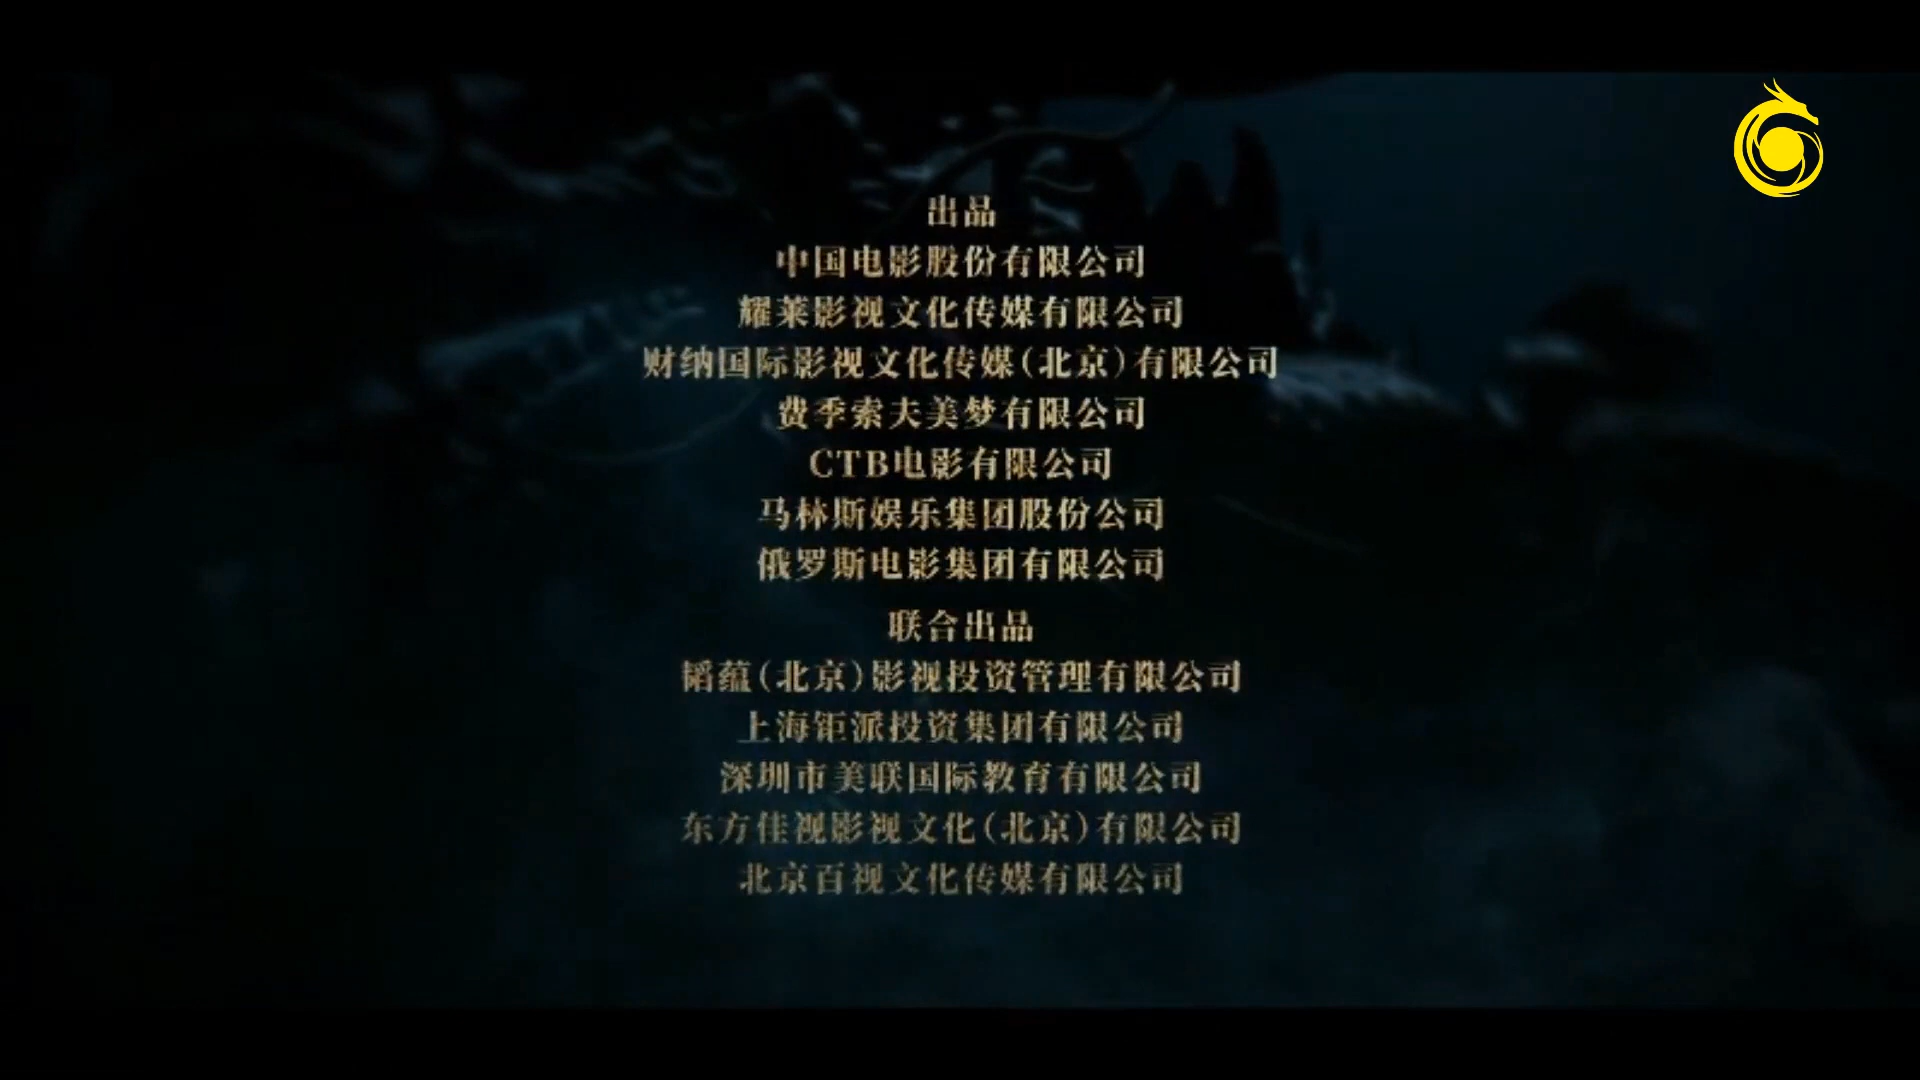 出品
中国电影股份有限公司
耀莱影视文化传媒有限公司
财纳国际影视文化传媒(北京)有限公司
费季索夫美梦有限公司
CTB电影有限公司
马林斯娱乐集团股份公司
俄罗斯电影集团有限公司
联合出品
韬蕴(北京)影视投资管理有限公司
上海钜派投资集团有限公司
深圳市美联国际教育有限公司
东方佳视影视文化(北京)有限公司
北京百视文化传媒有限公司